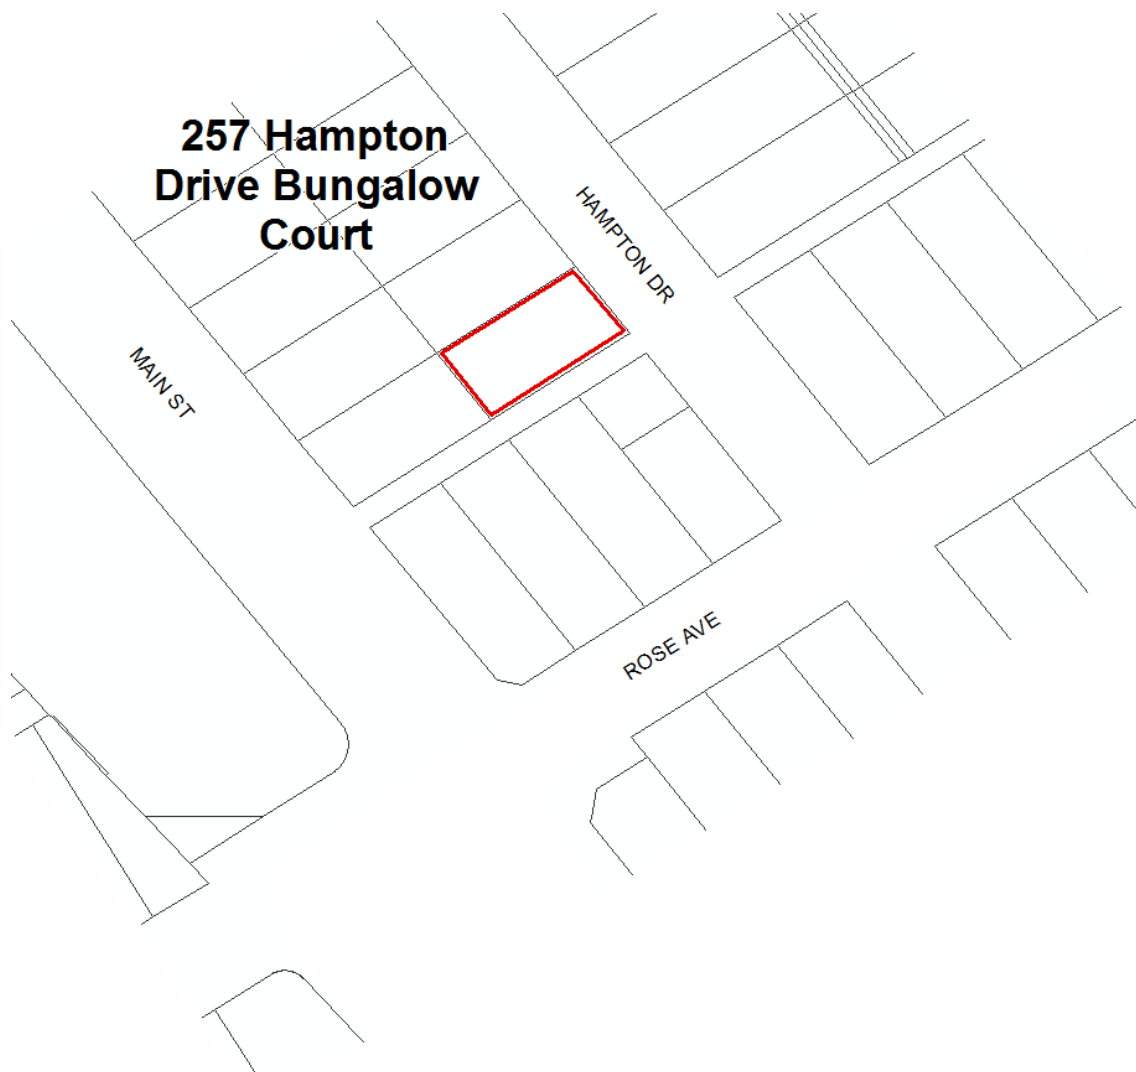 257 Hampton
Drive Bungalow
Court
HAMPTON DR
MAIN ST
ROSE AVE